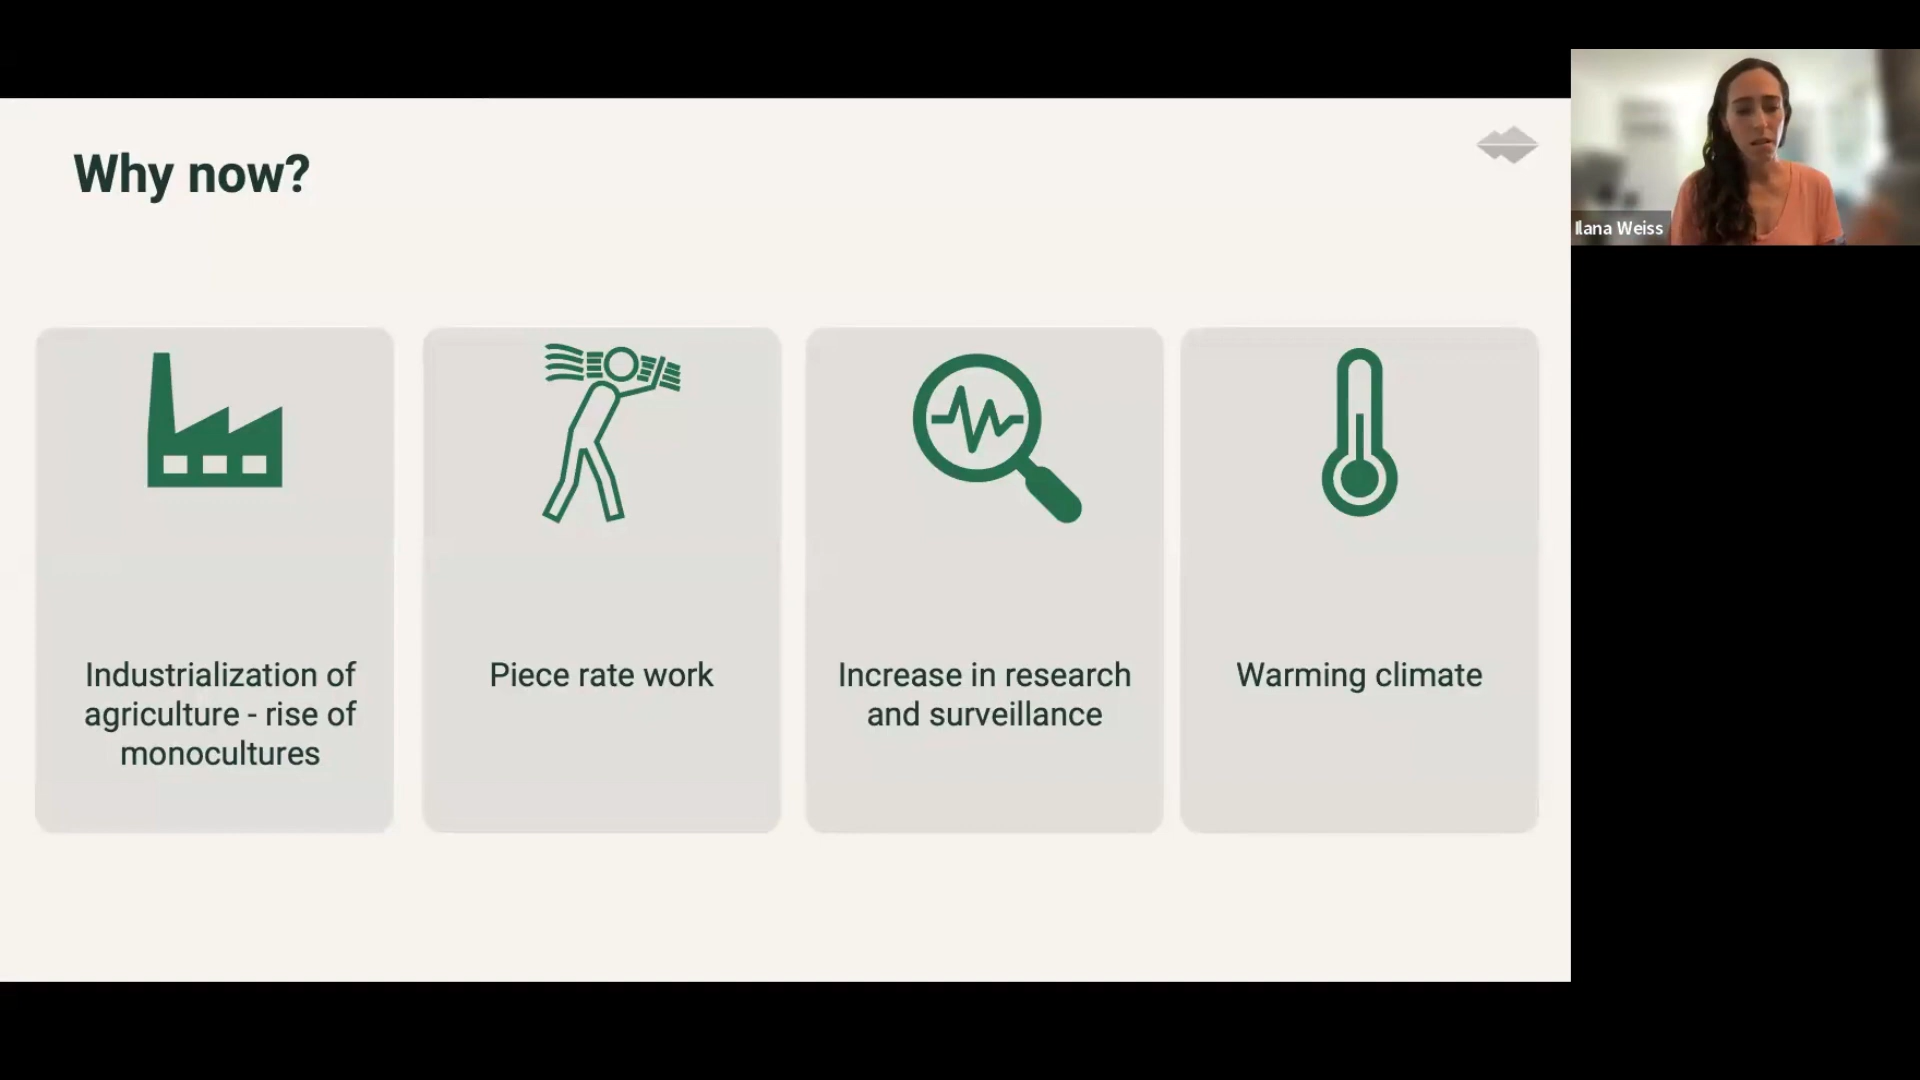 Why now?
Ilana Weiss
Industrialization of
agriculture - rise of
monocultures
Piece rate work
Increase in research
and surveillance
Warming climate